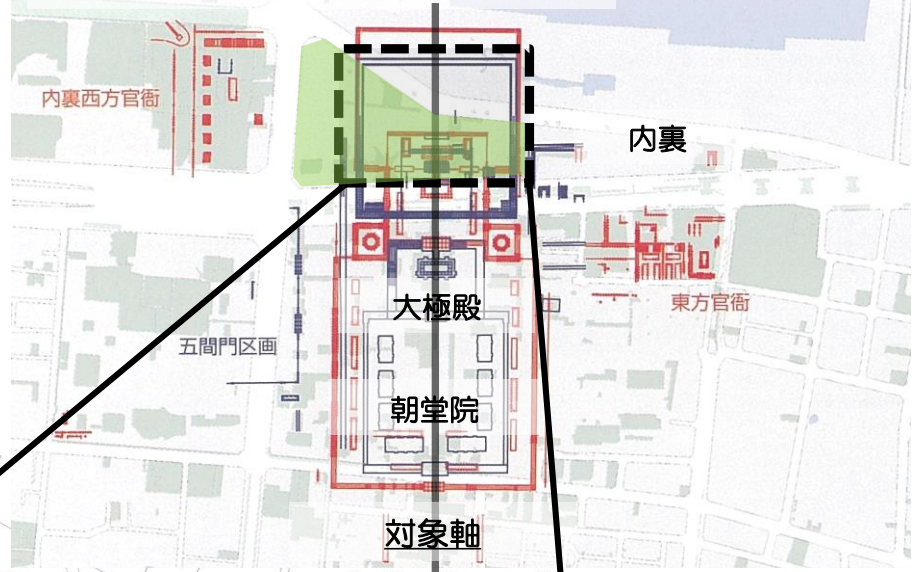 内裏西方官衙
内裏
大極殿
東方官衙
五間門区画
朝堂院
対象軸